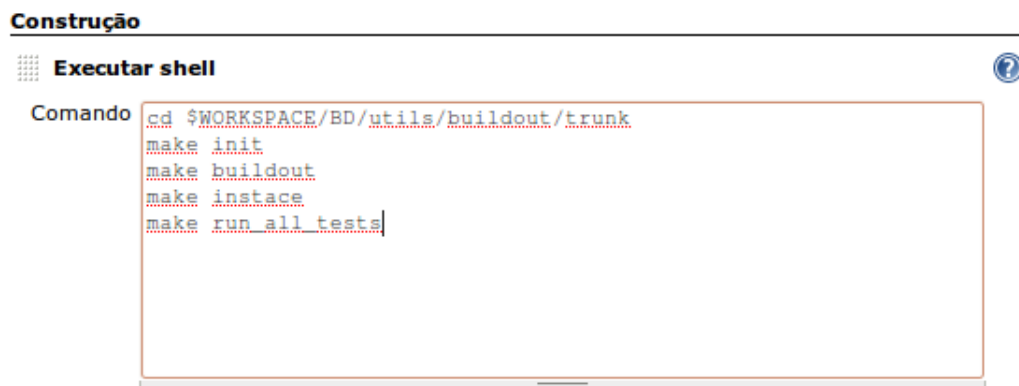 Construção
Executar shell
Comando
cd $WORKSPACE/BD/utils/buildout/trunk
make init
make buildout
make instace
make run_all_tests